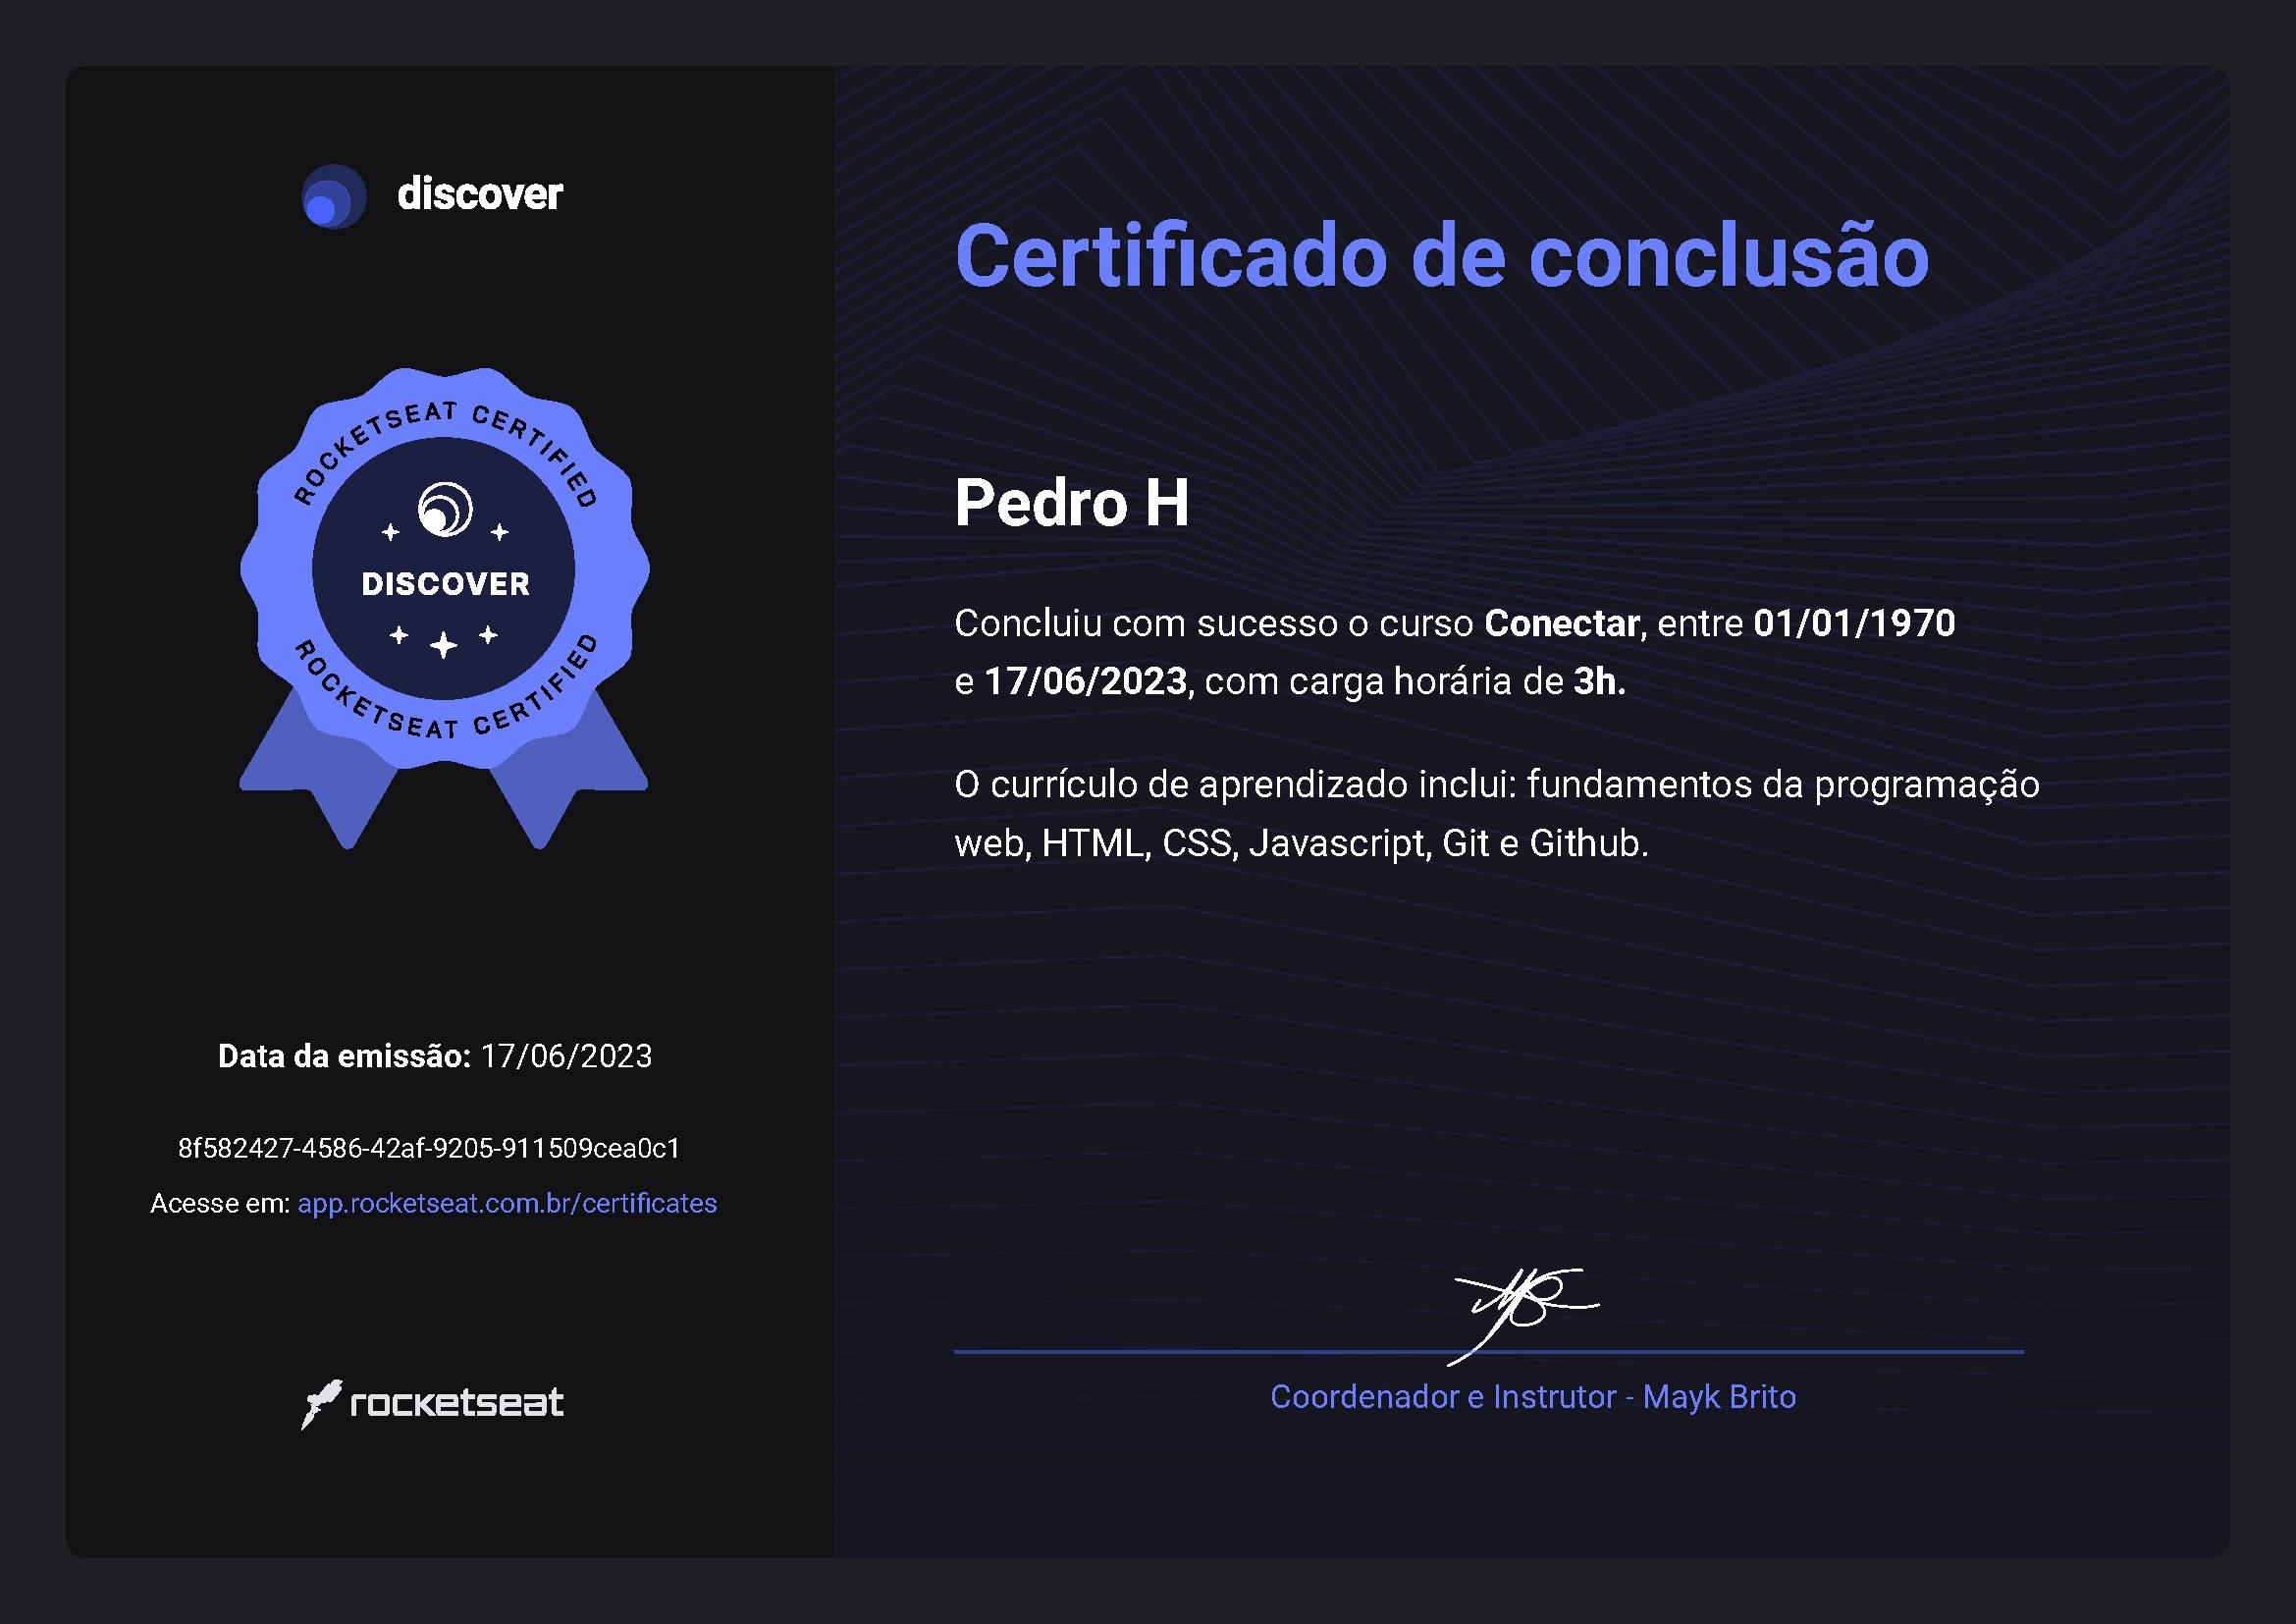 discover
ROCKETSEAT CERTIFIED
DISCOVER
ROCKETSEAT CERTIFIED
Data da emissão: 17/06/2023
8f582427-4586-42af-9205-911509cea0c1
Acesse em: app.rocketseat.com.br/certificates
rocketseat
Certificado de conclusão
Pedro H
Concluiu com sucesso o curso Conectar, entre 01/01/1970
e 17/06/2023, com carga horária de 3h.
O currículo de aprendizado inclui: fundamentos da programação
web, HTML, CSS, Javascript, Git e Github.
Coordenador e Instrutor - Mayk Brito